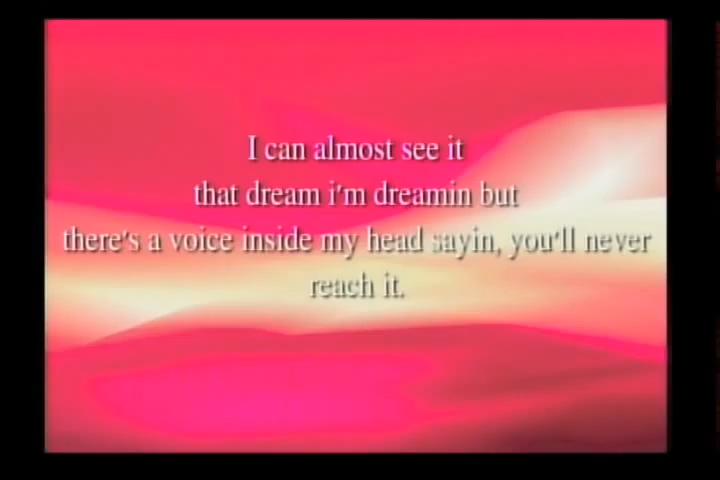 I can almost see it
that dream i'm dreamin but
there's a voice inside my head sayin, you'll never
reach it.